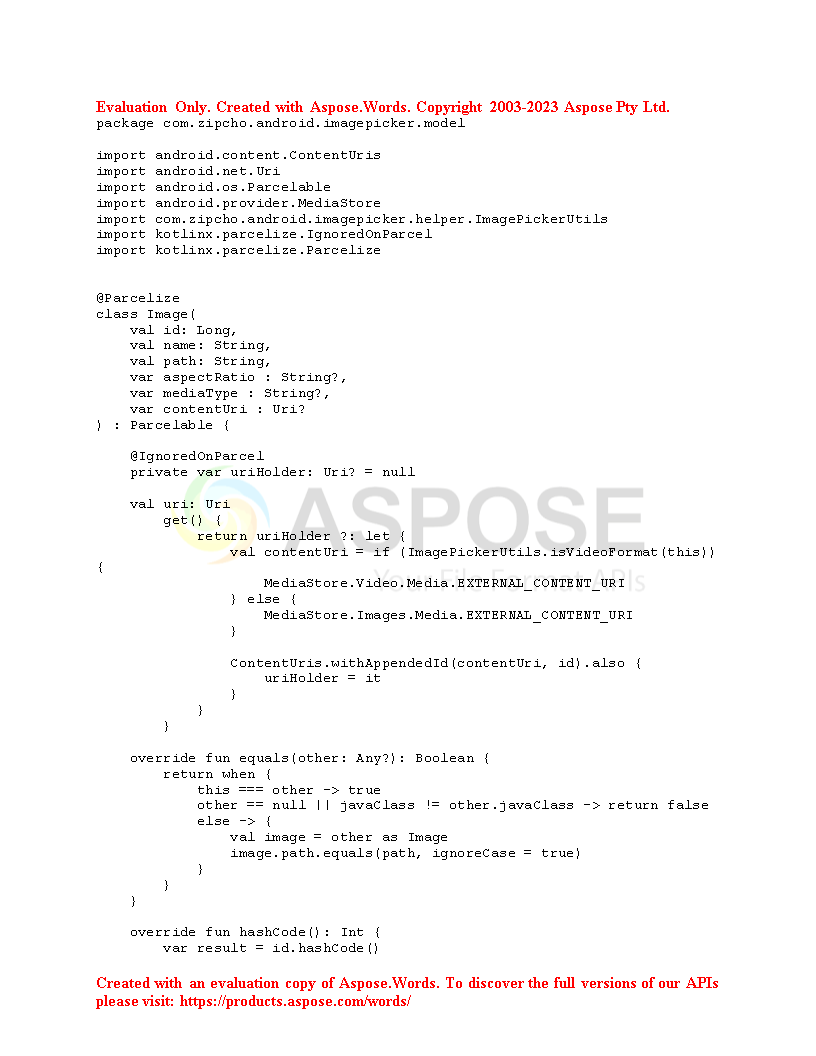 Evaluation Only. Created with Aspose.Words. Copyright 2003-2023 Aspose Pty Ltd.
package com.zipcho.android.imagepicker.model

import android.content.ContentUris
import android.net.Uri
import android.os.Parcelable
import android.provider.MediaStore
import com.zipcho.android.imagepicker.helper.ImagePickerUtils
import kotlinx.parcelize.IgnoredOnParcel
import kotlinx.parcelize.Parcelize


@Parcelize
class Image(
    val id: Long,
    val name: String,
    val path: String,
    var aspectRatio : String?,
    var mediaType : String?,
    var contentUri : Uri?
) : Parcelable {

    @IgnoredOnParcel
    private var uriHolder: Uri? = null

    val uri: Uri
        get() {
            return uriHolder ?: let {
                val contentUri = if (ImagePickerUtils.isVideoFormat(this))
{
                    MediaStore.Video.Media.EXTERNAL_CONTENT_URI
                } else {
                    MediaStore.Images.Media.EXTERNAL_CONTENT_URI
                }

                ContentUris.withAppendedId(contentUri, id).also {
                    uriHolder = it
                }
            }
        }

    override fun equals(other: Any?): Boolean {
        return when {
            this === other -> true
            other == null || javaClass != other.javaClass -> return false
            else -> {
                val image = other as Image
                image.path.equals(path, ignoreCase = true)
            }
        }
    }

    override fun hashCode(): Int {
        var result = id.hashCode()

ASPOSE
Your File Format APIs
Created with an evaluation copy of Aspose.Words. To discover the full versions of our APIs
please visit: https://products.aspose.com/words/